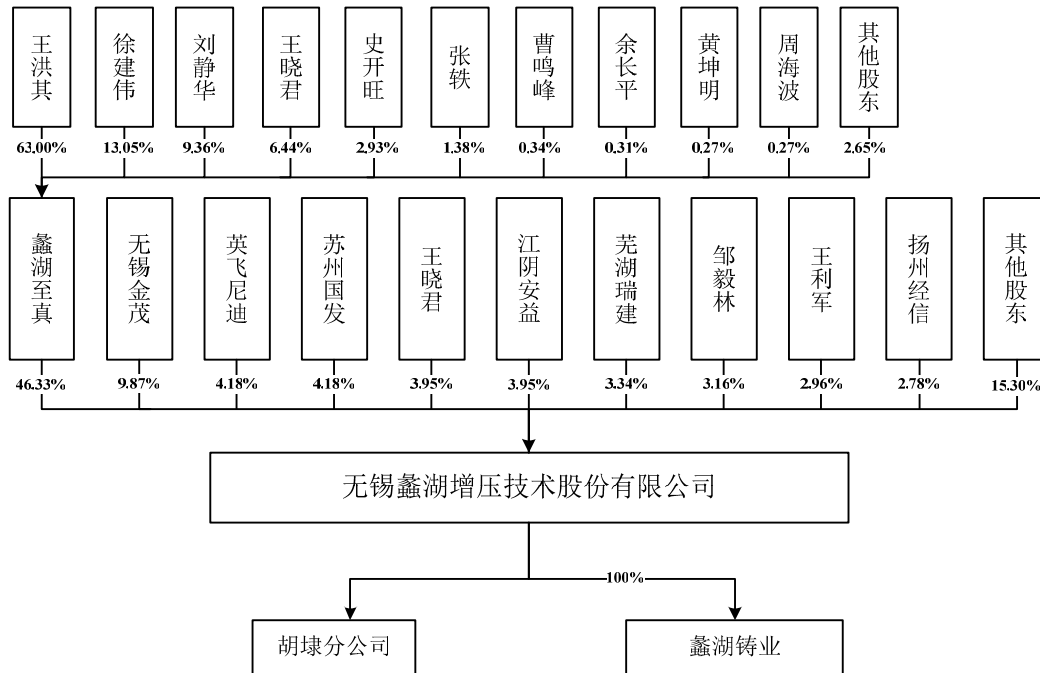 王洪其
徐建伟
刘静华
王晓君
史开旺
张轶
曹鸣峰
余长平
黄坤明
周海波
其他股东
63.00%
13.05%
9.36%
6.44%
2.93%
1.38%
0.34%
0.31%
0.27%
0.27%
2.65%
蠡湖至真
无锡金茂
英飞尼迪
苏州国发
王晓君
江阴安益
芜湖瑞建
邹毅林
王利军
扬州经信
其他股东
46.33%
9.87%
4.18%
4.18%
3.95%
3.95%
3.34%
3.16%
2.96%
2.78%
15.30%
无锡蠡湖增压技术股份有限公司
100%
胡埭分公司
蠡湖铸业